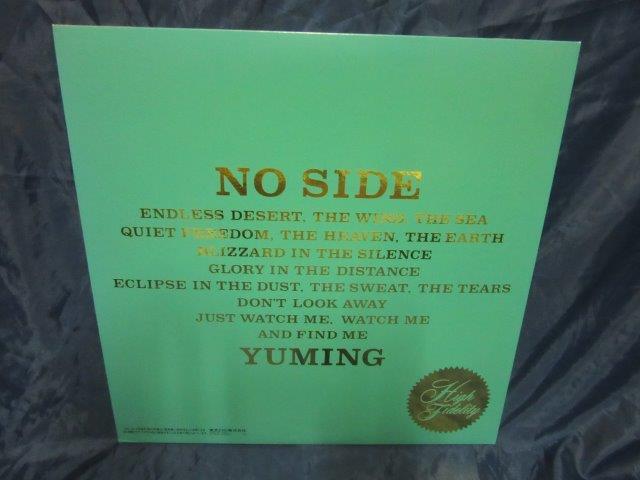 NO SIDE
ENDLESS DESERT, THE WIND, THE SEA
QUIET FREEDOM, THE HEAVEN, THE EARTH
BLIZZARD IN THE SILENCE
GLORY IN THE DISTANCE
ECLIPSE IN THE DUST, THE SWEAT, THE TEARS
DON'T LOOK AWAY
JUST WATCH ME, WATCH ME
AND FIND ME
YUMING
High
Fidelity